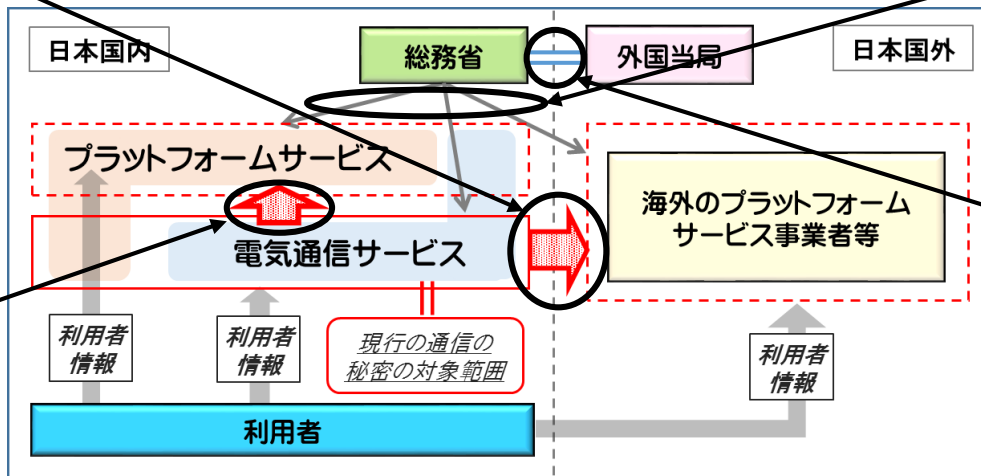 日本国内
総務省
外国当局
日本国外
プラットフォームサービス
海外のプラットフォーム
サービス事業者等
電気通信サービス
利用者
情報
利用者
情報
現行の通信の
秘密の対象範囲
利用者
情報
利用者